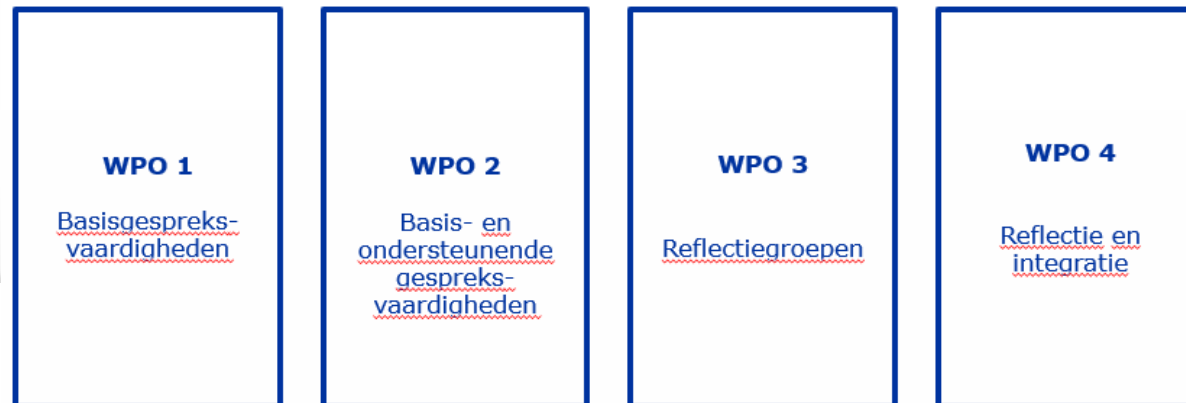 WPO 1
Basisgespreks-
vaardigheden
WPO 2
Basis- en
ondersteunende
gespreks-
vaardigheden
WPO 3
Reflectiegroepen
WPO 4
Reflectie en
integratie